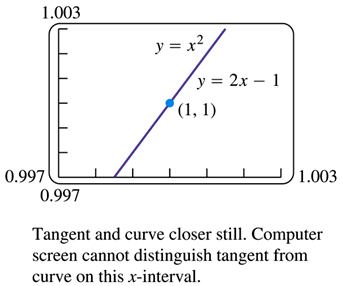 1.003
y = x²
y = 2x − 1
(1, 1)
0.997
1.003
0.997
Tangent and curve closer still. Computer
screen cannot distinguish tangent from
curve on this x-interval.